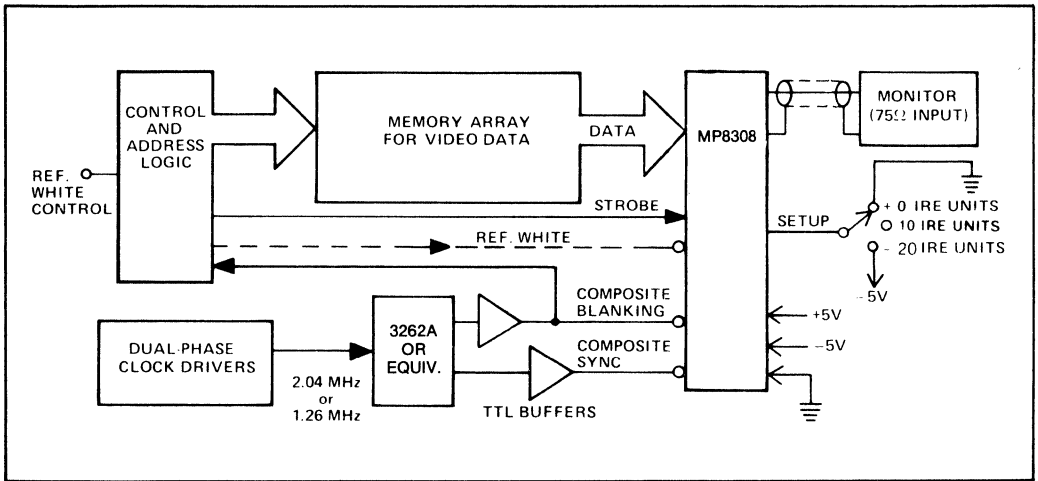 CONTROL
AND
ADDRESS
LOGIC
REF.
WHITE
CONTROL
MEMORY ARRAY
FOR VIDEO DATA
DATA
MP8308
MONITOR
(75Ω INPUT)
STROBE
REF. WHITE
SETUP
+ 0 IRE UNITS
10 IRE UNITS
- 20 IRE UNITS
-5V
COMPOSITE
BLANKING
+5V
-5V
DUAL-PHASE
CLOCK DRIVERS
2.04 MHz
or
1.26 MHz
3262A
OR
EQUIV.
COMPOSITE
SYNC
TTL BUFFERS